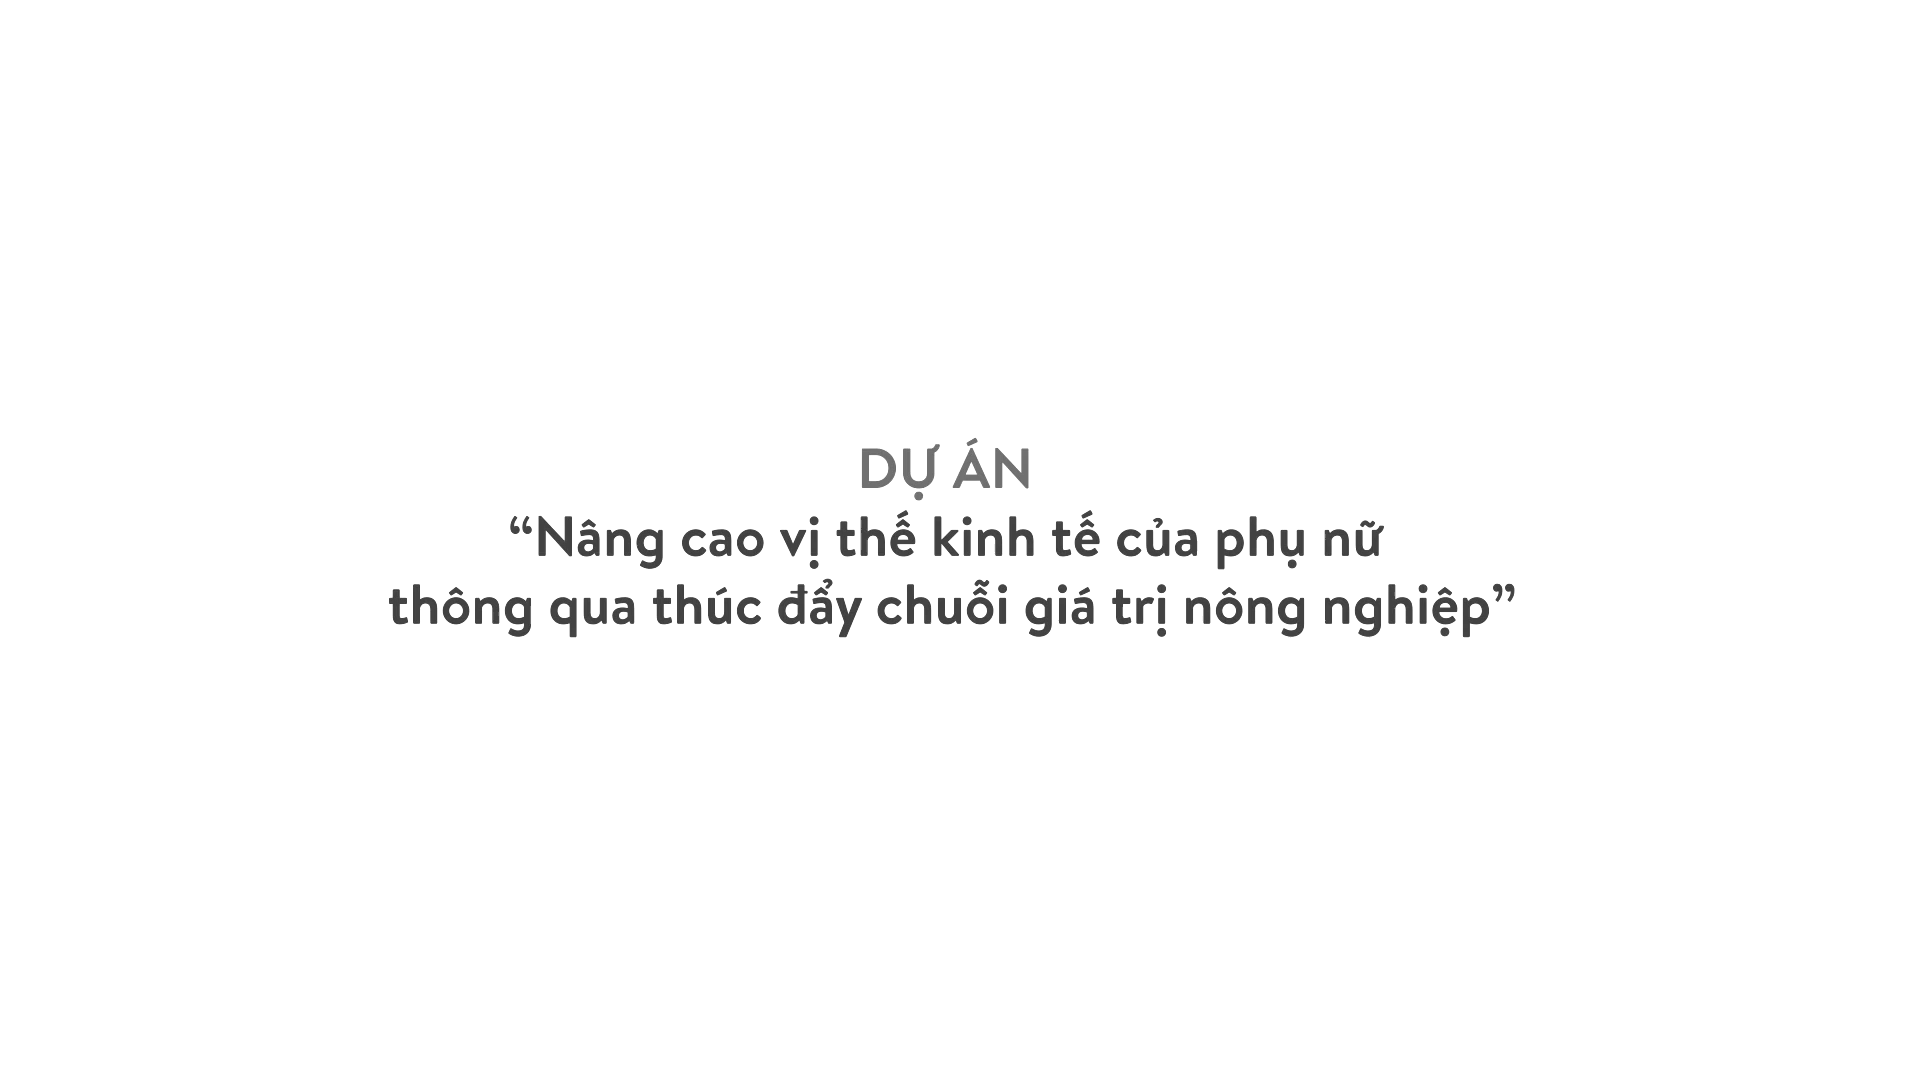 DỰ ÁN
“Nâng cao vị thế kinh tế của phụ nữ
thông qua thúc đẩy chuỗi giá trị nông nghiệp”